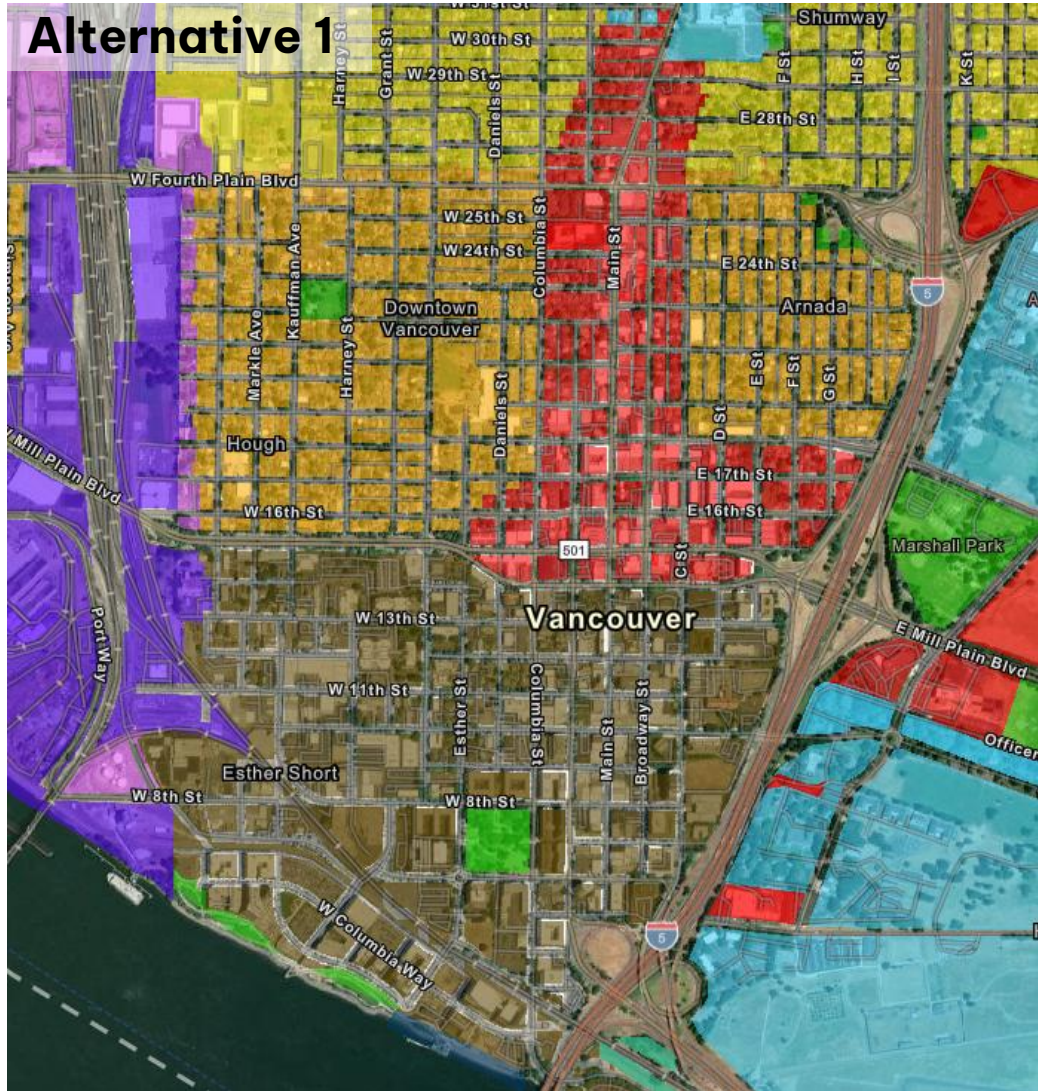 Alternative 1
W 31st St
Shumway
W 30th St
Harney St
Grant St
F St
H St
I St
K St
W 29th St
Daniels St
E 28th St
W Fourth Plain Blvd
W 25th St
Columbia St
W 24th St
Main St
E 24th St
Kauffman Ave
Downtown
Vancouver
Arnada
5
Markle Ave
Harney St
E St
F St
G St
Daniels St
D St
Hough
Mill Plain Blvd
E 17th St
W 16th St
E 16th St
501
C St
Marshall Park
Port Way
W 13th St
Vancouver
E Mill Plain Blvd
W 11th St
Esther St
Columbia St
Main St
Broadway St
Officer
Esther Short
W 8th St
W 8th St
W Columbia Way
5